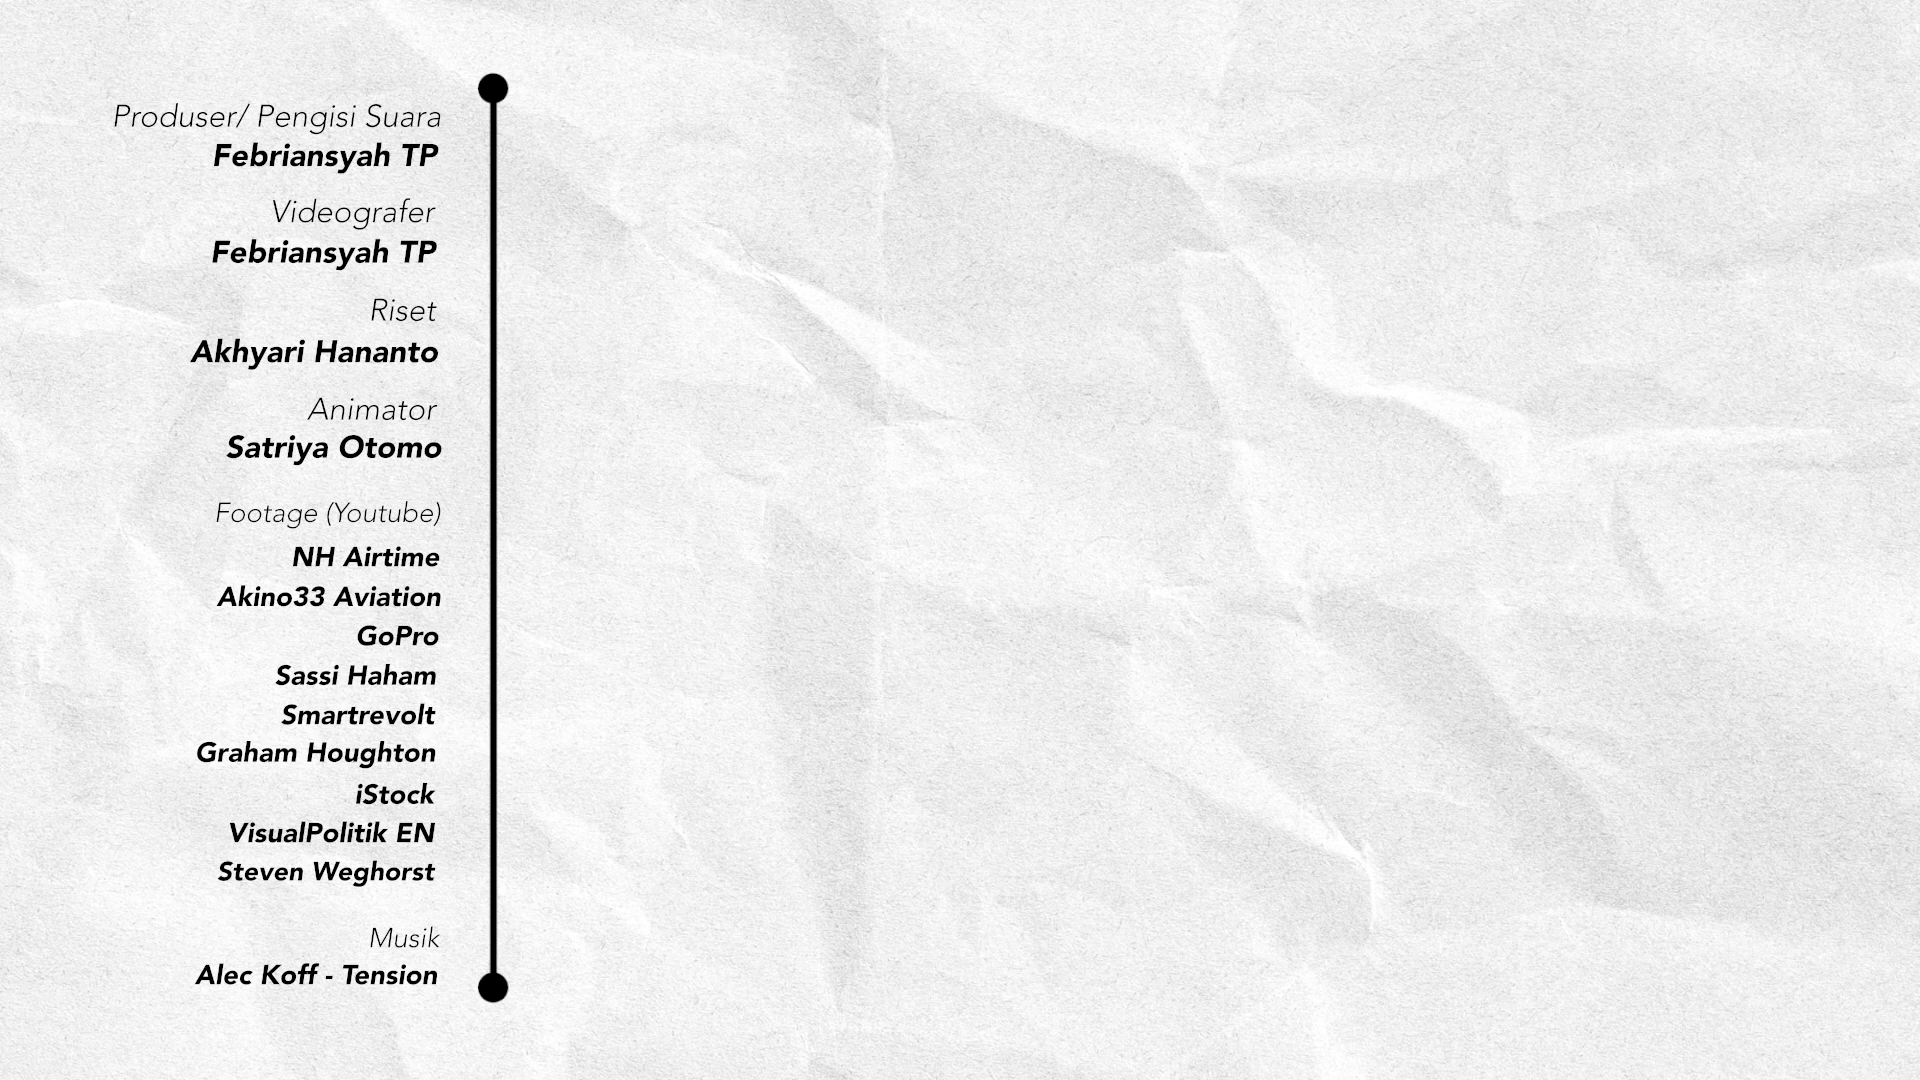 Produser/ Pengisi Suara
Febriansyah TP
Videografer
Febriansyah TP
Riset
Akhyari Hananto
Animator
Satriya Otomo
Footage (Youtube)
NH Airtime
Akino33 Aviation
GoPro
Sassi Haham
Smartrevolt
Graham Houghton
iStock
VisualPolitik EN
Steven Weghorst
Musik
Alec Koff - Tension